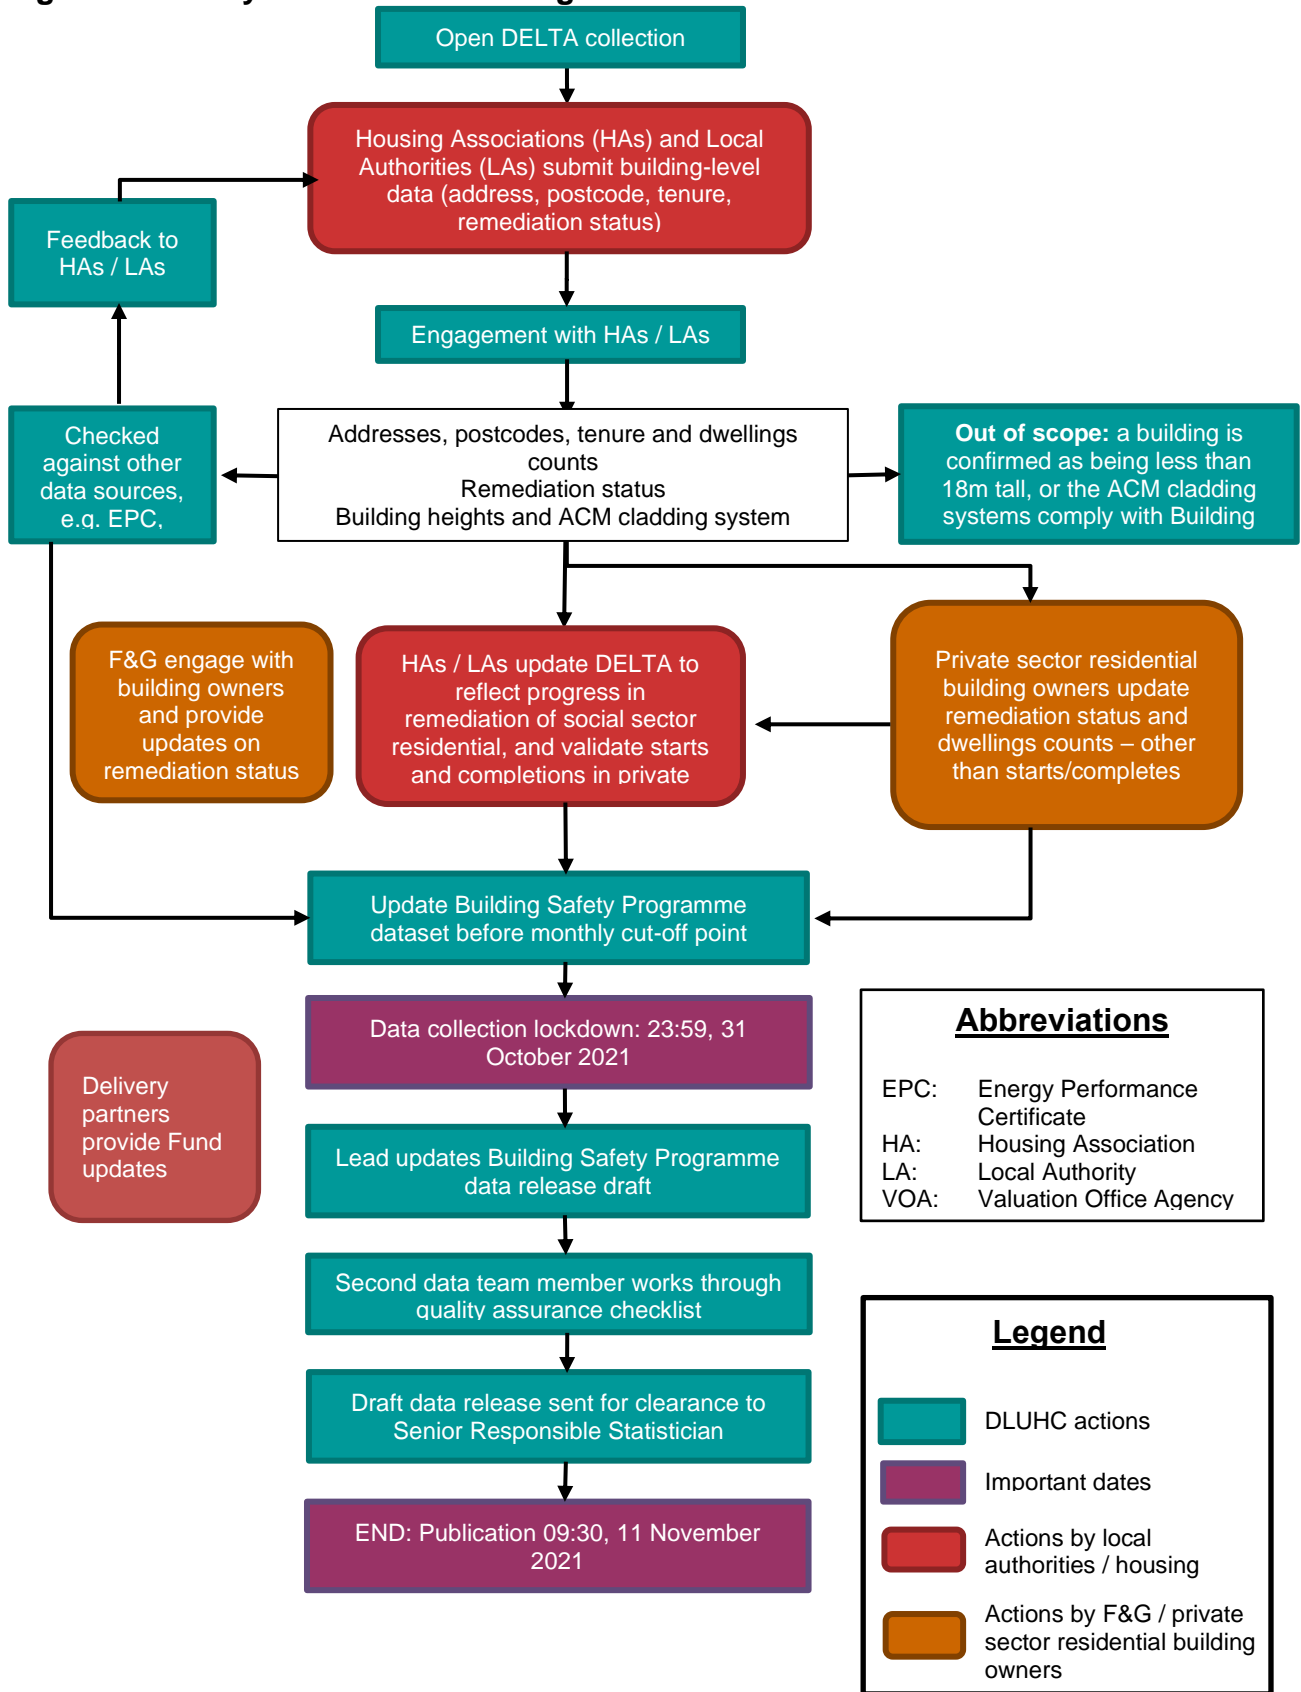 Open DELTA collection
Housing Associations (HAs) and Local
Authorities (LAs) submit building-level
data (address, postcode, tenure,
remediation status)
Feedback to
HAs / LAs
Engagement with HAs / LAs
Checked
against other
data sources,
e.g. EPC,
Addresses, postcodes, tenure and dwellings
counts
Remediation status
Building heights and ACM cladding system
Out of scope: a building is
confirmed as being less than
18m tall, or the ACM cladding
systems comply with Building
F&G engage with
building owners
and provide
updates on
remediation status
HAs / LAs update DELTA to
reflect progress in
remediation of social sector
residential, and validate starts
and completions in private
Private sector residential
building owners update
remediation status and
dwellings counts – other
than starts/completes
Update Building Safety Programme
dataset before monthly cut-off point
Data collection lockdown: 23:59, 31
October 2021
Delivery
partners
provide Fund
updates
Lead updates Building Safety Programme
data release draft
Second data team member works through
quality assurance checklist
Draft data release sent for clearance to
Senior Responsible Statistician
END: Publication 09:30, 11 November
2021
Abbreviations
EPC: Energy Performance
Certificate
HA: Housing Association
LA: Local Authority
VOA: Valuation Office Agency
Legend
DLUHC actions
Important dates
Actions by local
authorities / housing
Actions by F&G / private
sector residential building
owners